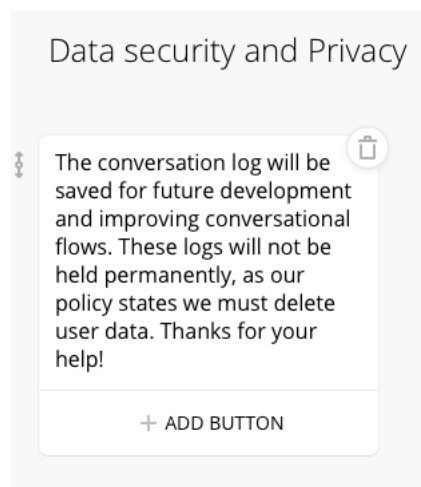 Data security and Privacy
The conversation log will be
saved for future development
and improving conversational
flows. These logs will not be
held permanently, as our
policy states we must delete
user data. Thanks for your
help!
ADD BUTTON